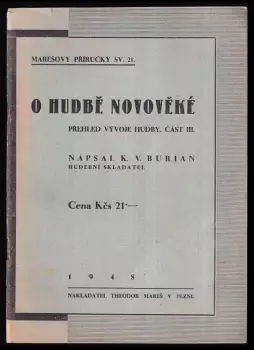 MAREŠOVY PŘÍRUČKY SV. 21.
O HUDBĚ NOVOVĚKÉ
PŘEHLED VÝVOJE HUDBY. ČÁST III.
NAPSAL K. V. BURIAN
HUDEBNÍ SKLADATEL
Cena Kčs 21·—
1948
NAKLADATEL THEODOR MAREŠ V PLZNI.